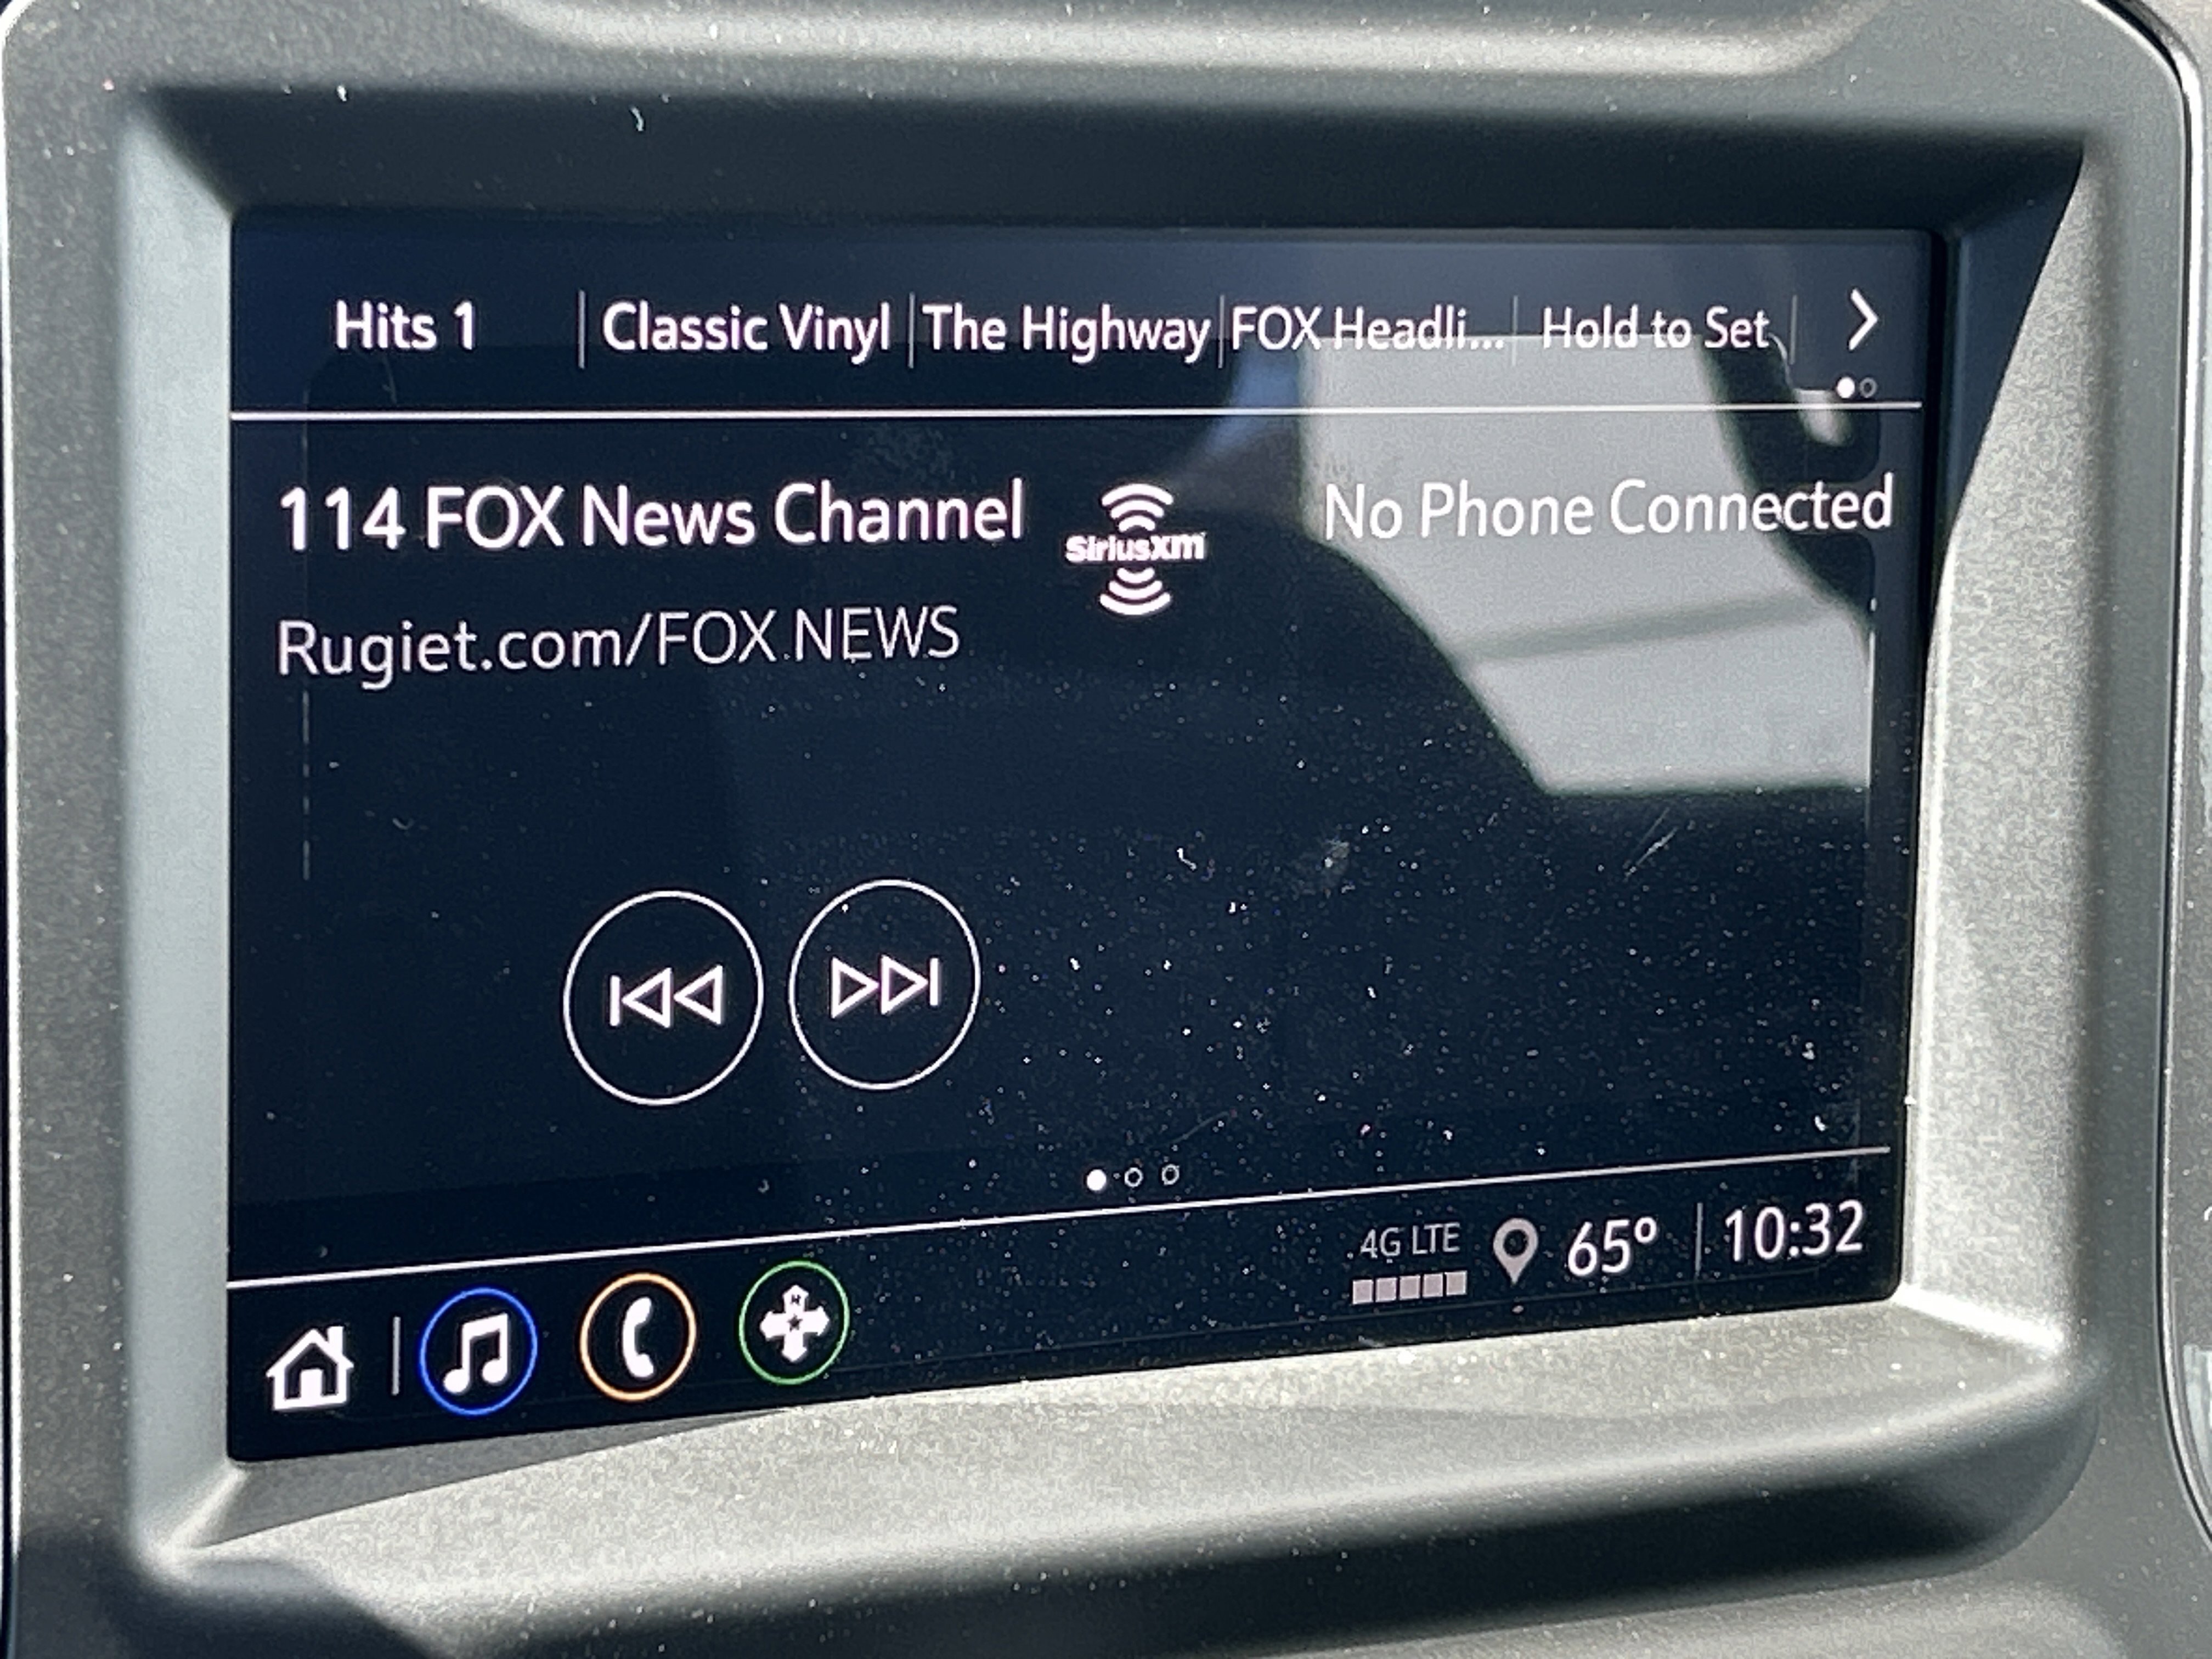 Hits 1 Classic Vinyl The Highway FOX Headli... Hold to Set
114 FOX News Channel
SiriusXM
No Phone Connected
Rugiet.com/FOX NEWS
4G LTE 65° 10:32